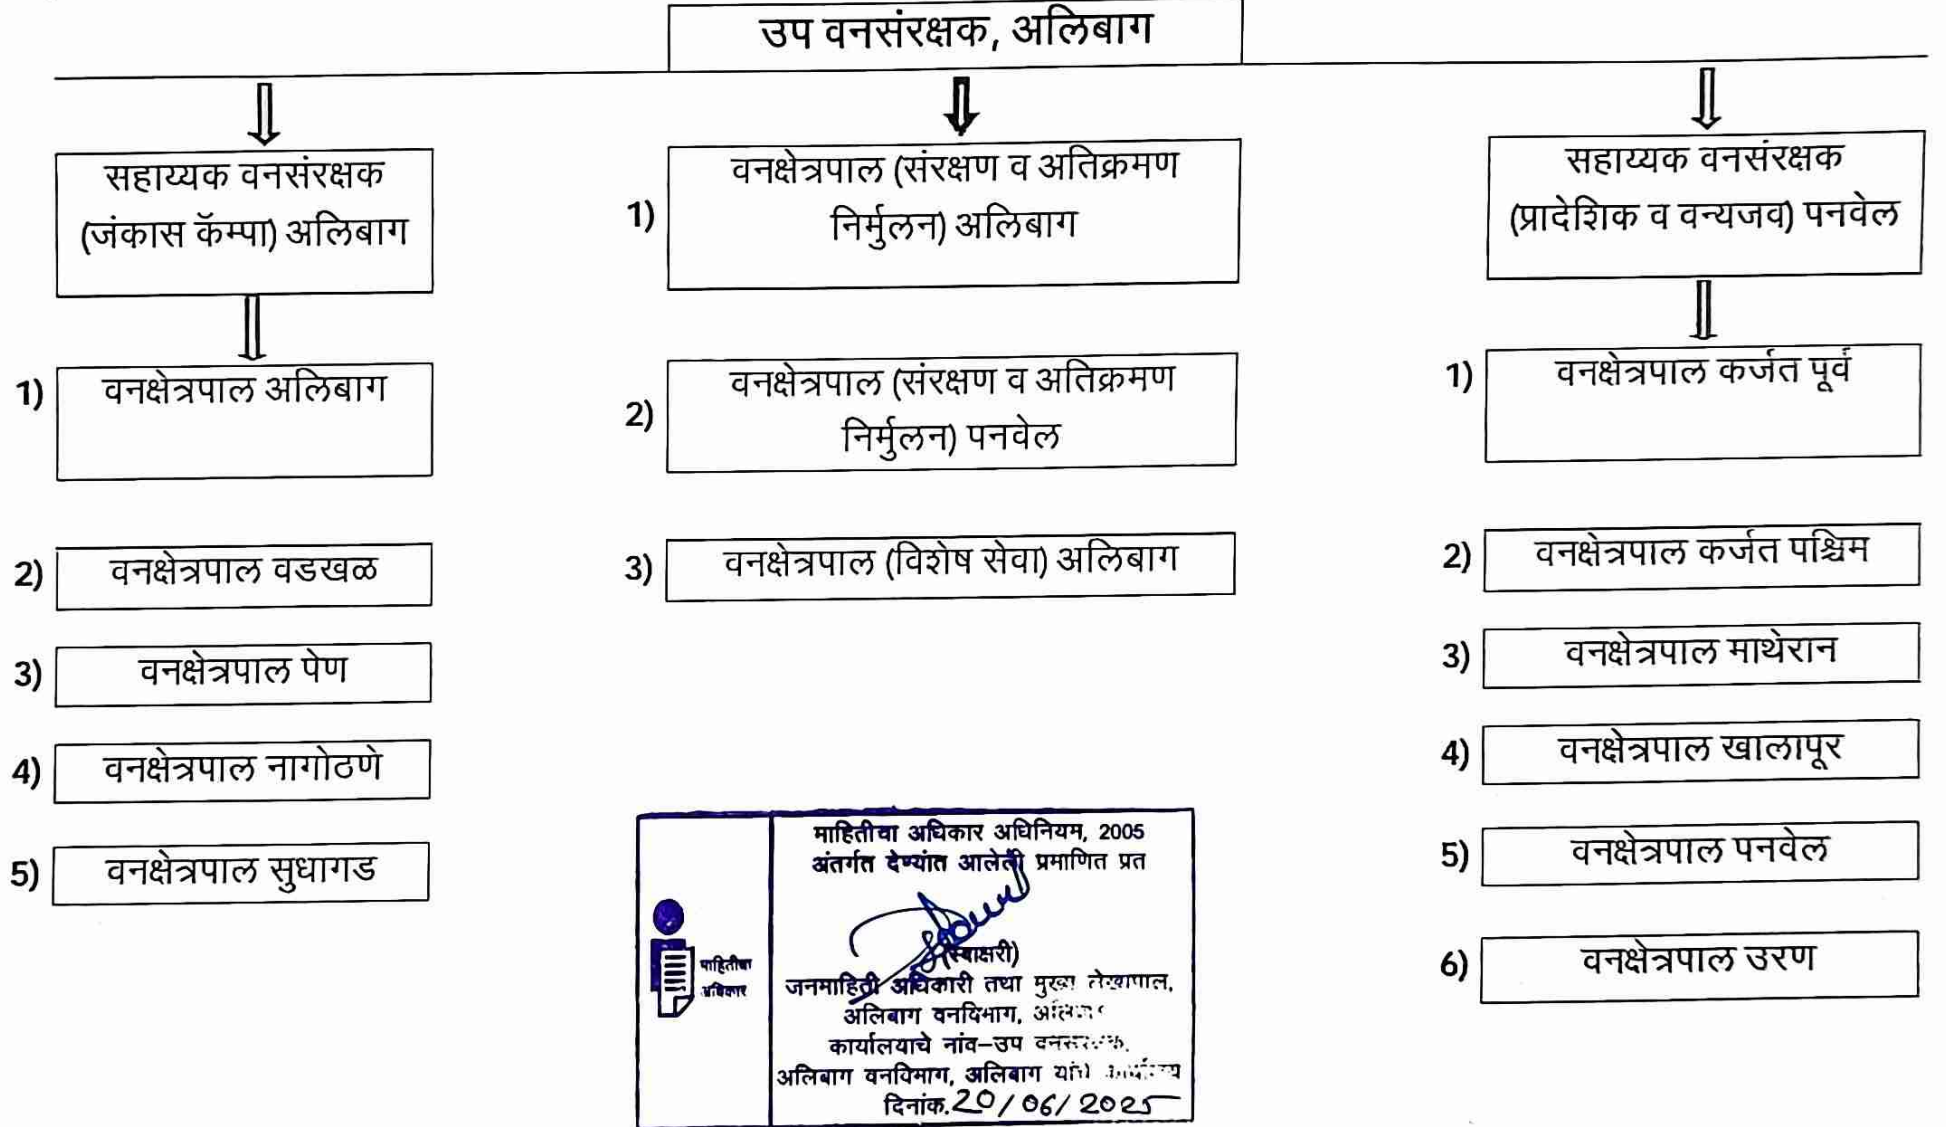 उप वनसंरक्षक, अलिबाग
सहाय्यक वनसंरक्षक
(जंकास कॅम्पा) अलिबाग
1) वनक्षेत्रपाल अलिबाग
2) वनक्षेत्रपाल वडखळ
3) वनक्षेत्रपाल पेण
4) वनक्षेत्रपाल नागोठणे
5) वनक्षेत्रपाल सुधागड
1) वनक्षेत्रपाल (संरक्षण व अतिक्रमण
निर्मुलन) अलिबाग
2) वनक्षेत्रपाल (संरक्षण व अतिक्रमण
निर्मुलन) पनवेल
3) वनक्षेत्रपाल (विशेष सेवा) अलिबाग
सहाय्यक वनसंरक्षक
(प्रादेशिक व वन्यजव) पनवेल
1) वनक्षेत्रपाल कर्जत पूर्व
2) वनक्षेत्रपाल कर्जत पश्चिम
3) वनक्षेत्रपाल माथेरान
4) वनक्षेत्रपाल खालापूर
5) वनक्षेत्रपाल पनवेल
6) वनक्षेत्रपाल उरण
माहितीचा
अधिकार
माहितीचा अधिकार अधिनियम, 2005
अंतर्गत देण्यांत आलेली प्रमाणित प्रत
(स्वाक्षरी)
जनमाहिती अधिकारी तथा मुख्य लेखापाल,
अलिबाग वनविभाग,
कार्यालयाचे नांव–उप
अलिबाग वनविभाग, अलिबाग यांचे
दिनांक. 20/06/2025